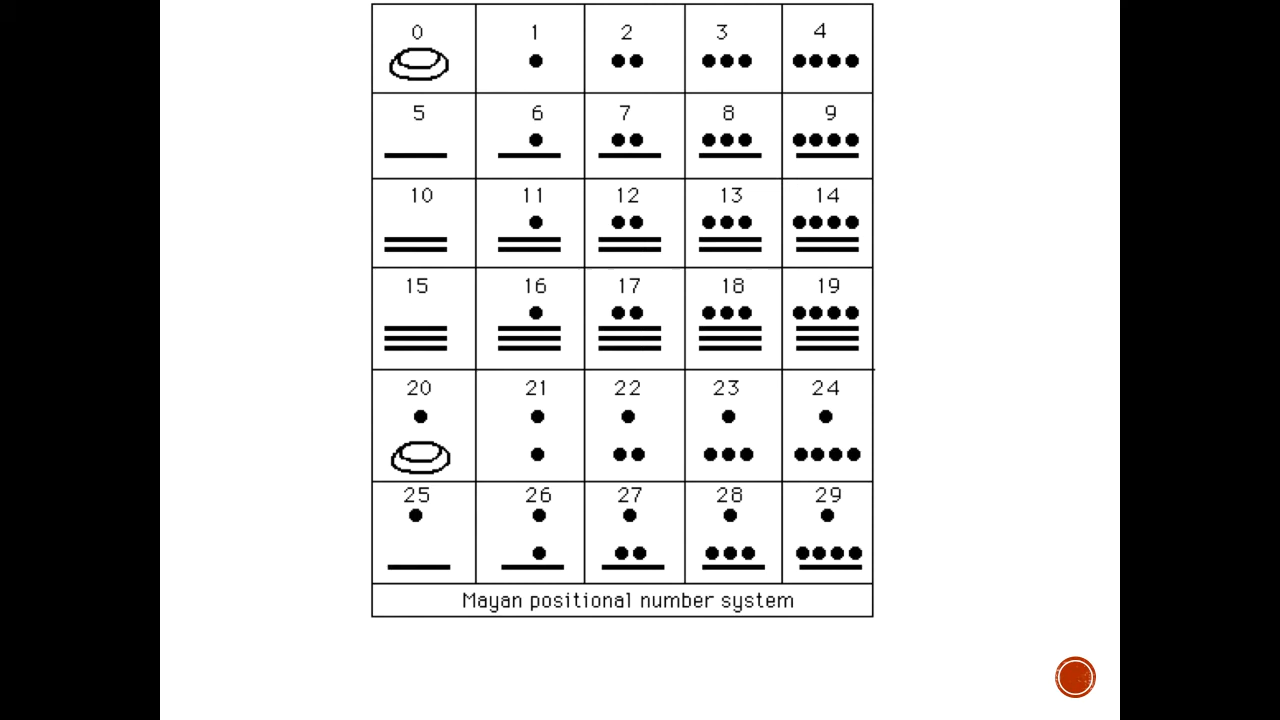 0 1 2 3 4
5 6 7 8 9
10 11 12 13 14
15 16 17 18 19
20 21 22 23 24
25 26 27 28 29
Mayan positional number system